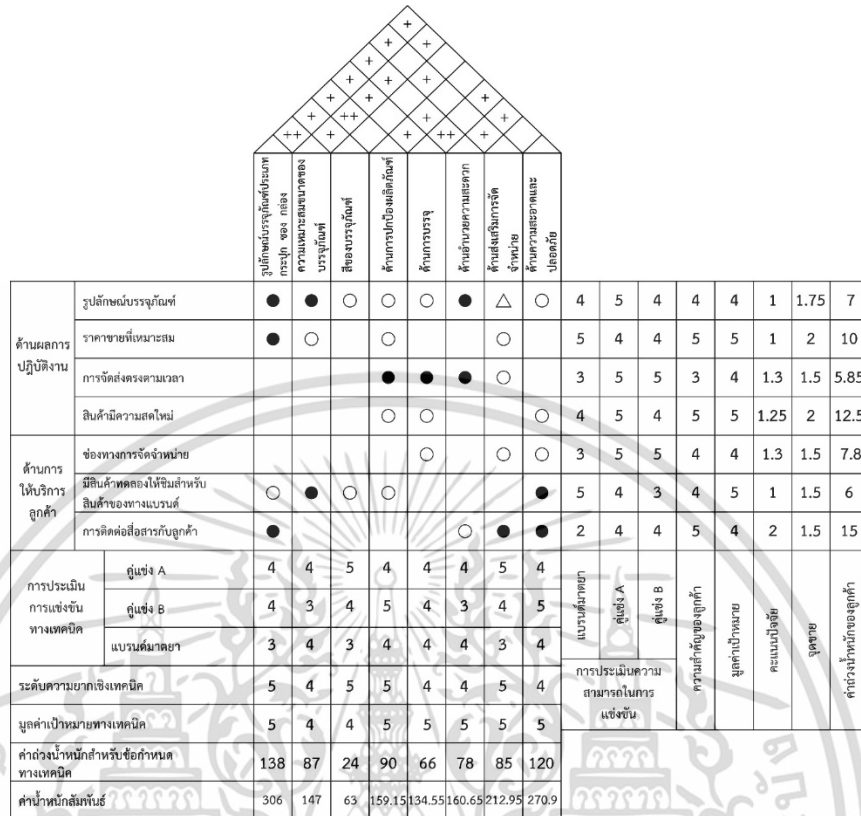 +
+ +
+ +
+ + +
+ + +
+ ++ +
++ + + ++ +
รูปลักษณ์บรรจุภัณฑ์ประเภท
กระปุก ซอง กล่อง
ความเหมาะสมขนาดของ
บรรจุภัณฑ์
สีของบรรจุภัณฑ์
ด้านการปกป้องผลิตภัณฑ์
ด้านการบรรจุ
ด้านอำนวยความสะดวก
ด้านส่งเสริมการจัด
จำหน่าย
ด้านความสะอาดและ
ปลอดภัย
ด้านผลการ
ปฏิบัติงาน
รูปลักษณ์บรรจุภัณฑ์ ● ● ○ ○ ○ ● △ ○ 4 5 4 4 4 1 1.75 7
ราคาขายที่เหมาะสม ● ○ ○ ○ 5 4 4 5 5 1 2 10
การจัดส่งตรงตามเวลา ● ● ● ○ 3 5 5 3 4 1.3 1.5 5.85
สินค้ามีความสดใหม่ ○ ○ ○ 4 5 4 5 5 1.25 2 12.5
ด้านการ
ให้บริการ
ลูกค้า
ช่องทางการจัดจำหน่าย ○ ○ ○ 3 5 5 4 4 1.3 1.5 7.8
มีสินค้าทดลองให้ชิมสำหรับ
สินค้าของทางแบรนด์ ○ ● ○ ○ ● 5 4 3 4 5 1 1.5 6
การติดต่อสื่อสารกับลูกค้า ● ○ ● ● 2 4 4 5 4 2 1.5 15
การประเมิน
การแข่งขัน
ทางเทคนิค
คู่แข่ง A 4 4 5 4 4 4 5 4
คู่แข่ง B 4 3 4 5 4 3 4 5
แบรนด์มาตยา 3 4 3 4 4 4 3 4
แบรนด์มาตยา
คู่แข่ง A
คู่แข่ง B
การประเมินความ
สามารถในการ
แข่งขัน
ความสำคัญของลูกค้า
มูลค่าเป้าหมาย
คะแนนปัจจัย
จุดขาย
ค่าถ่วงน้ำหนักของลูกค้า
ระดับความยากเชิงเทคนิค 5 4 5 5 4 4 5 4
มูลค่าเป้าหมายทางเทคนิค 5 4 4 5 5 5 5 5
ค่าถ่วงน้ำหนักสำหรับข้อกำหนด
ทางเทคนิค 138 87 24 90 66 78 85 120
ค่าน้ำหนักสัมพันธ์ 306 147 63 159.15 134.55 160.65 212.95 270.9